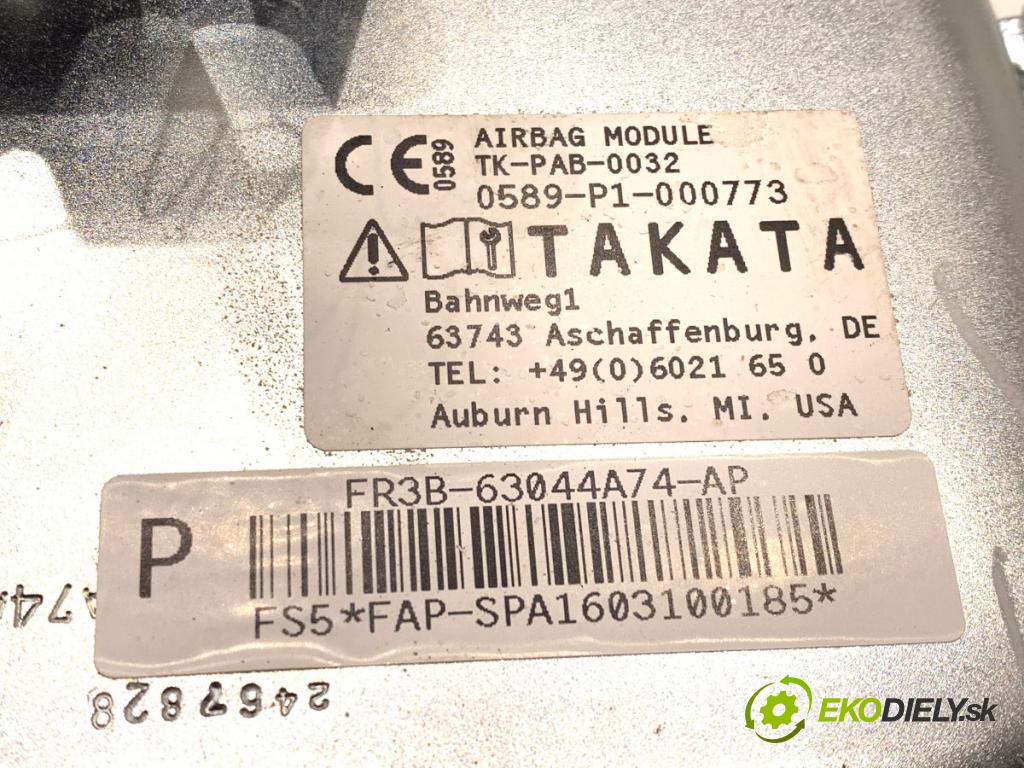 CE 0589
AIRBAG MODULE
TK-PAB-0032
0589-P1-000773
TAKATA
Bahnweg1
63743 Aschaffenburg, DE
TEL: +49(0)6021 65 0
Auburn Hills, MI. USA
P
FR3B-63044A74-AP
FS5*FAP-SPA1603100185*
2467828
EKODIELY.sk